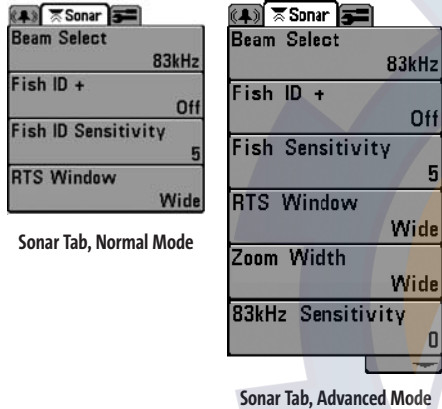 Sonar
Beam Select
83kHz
Fish ID +
Off
Fish ID Sensitivity
5
RTS Window
Wide
Sonar Tab, Normal Mode
Sonar
Beam Select
83kHz
Fish ID +
Off
Fish Sensitivity
5
RTS Window
Wide
Zoom Width
Wide
83kHz Sensitivity
0
Sonar Tab, Advanced Mode